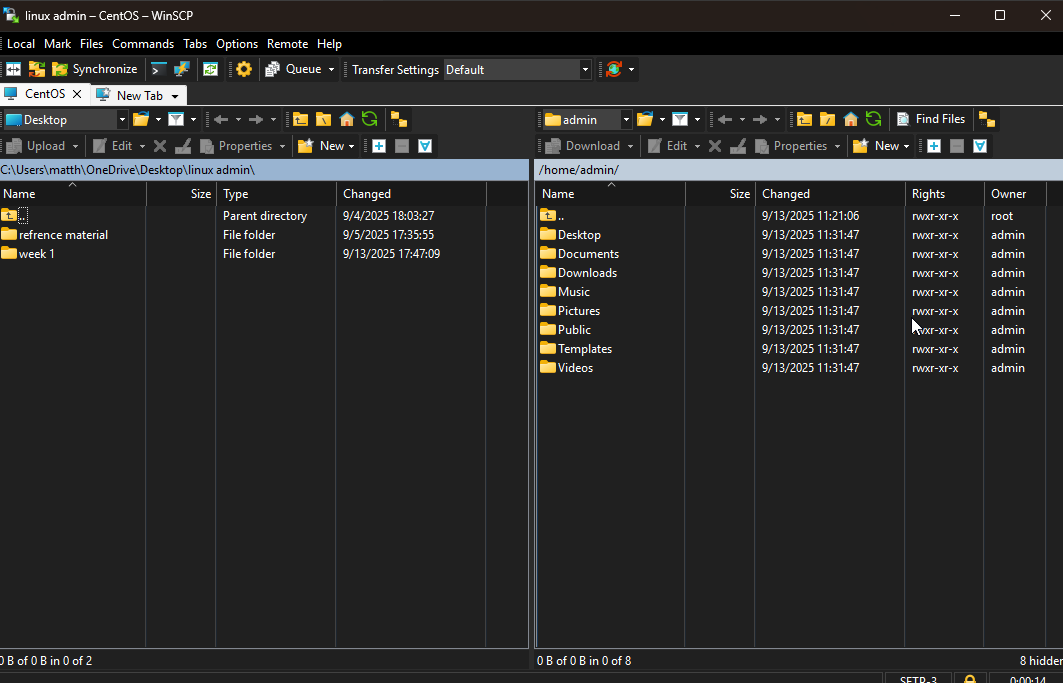 linux admin – CentOS – WinSCP
Local Mark Files Commands Tabs Options Remote Help
Synchronize Queue Transfer Settings Default
CentOS New Tab
Desktop
Upload Edit Properties New
C:\Users\matth\OneDrive\Desktop\linux admin\
Name Size Type Changed
.. Parent directory 9/4/2025 18:03:27
refrence material File folder 9/5/2025 17:35:55
week 1 File folder 9/13/2025 17:47:09
0 B of 0 B in 0 of 2
admin Find Files
Download Edit Properties New
/home/admin/
Name Size Changed Rights Owner
.. 9/13/2025 11:21:06 rwxr-xr-x root
Desktop 9/13/2025 11:31:47 rwxr-xr-x admin
Documents 9/13/2025 11:31:47 rwxr-xr-x admin
Downloads 9/13/2025 11:31:47 rwxr-xr-x admin
Music 9/13/2025 11:31:47 rwxr-xr-x admin
Pictures 9/13/2025 11:31:47 rwxr-xr-x admin
Public 9/13/2025 11:31:47 rwxr-xr-x admin
Templates 9/13/2025 11:31:47 rwxr-xr-x admin
Videos 9/13/2025 11:31:47 rwxr-xr-x admin
0 B of 0 B in 0 of 8 8 hidden
SFTP-3 0:00:14